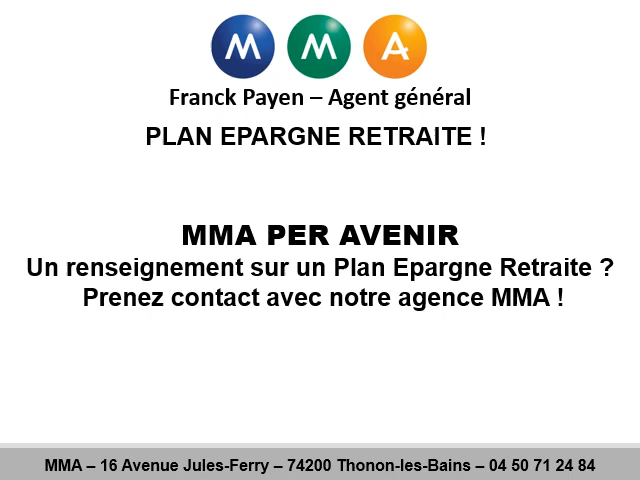 MMA
Franck Payen – Agent général
PLAN EPARGNE RETRAITE !
MMA PER AVENIR
Un renseignement sur un Plan Epargne Retraite ?
Prenez contact avec notre agence MMA !
MMA – 16 Avenue Jules-Ferry – 74200 Thonon-les-Bains – 04 50 71 24 84